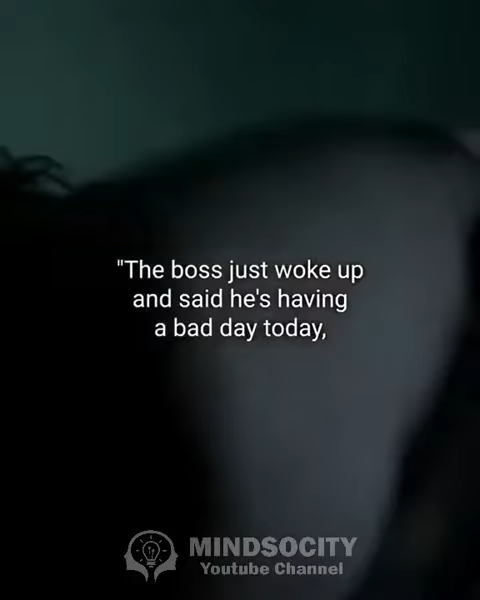 "The boss just woke up
and said he's having
a bad day today,
MINDSOCITY
Youtube Channel